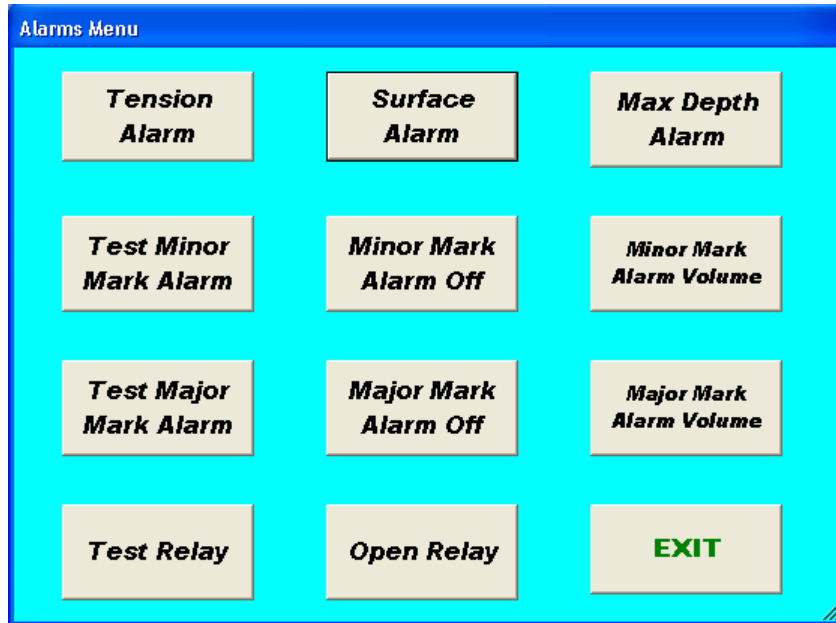 Alarms Menu
Tension
Alarm
Surface
Alarm
Max Depth
Alarm
Test Minor
Mark Alarm
Minor Mark
Alarm Off
Minor Mark
Alarm Volume
Test Major
Mark Alarm
Major Mark
Alarm Off
Major Mark
Alarm Volume
Test Relay
Open Relay
EXIT